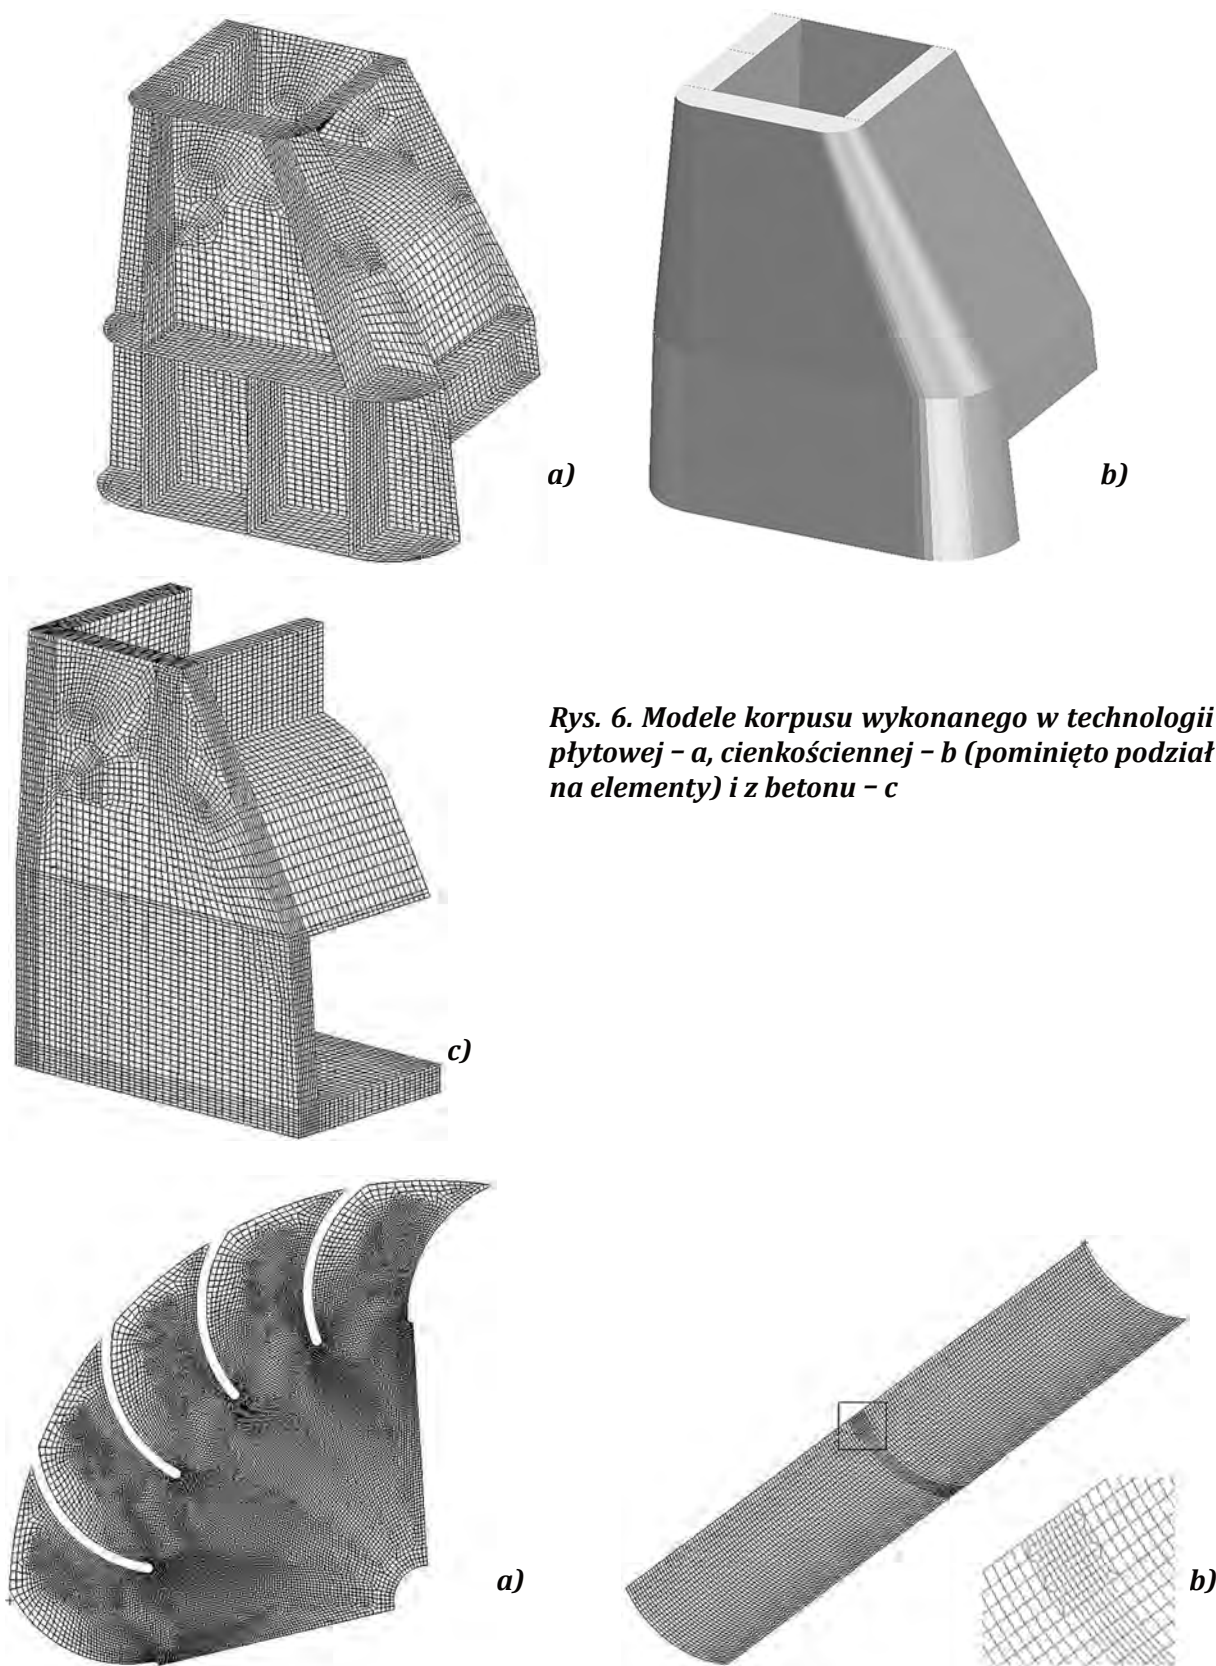 a)
b)
Rys. 6. Modele korpusu wykonanego w technologii
płytowej – a, cienkościennej – b (pominięto podział
na elementy) i z betonu – c
c)
a)
b)